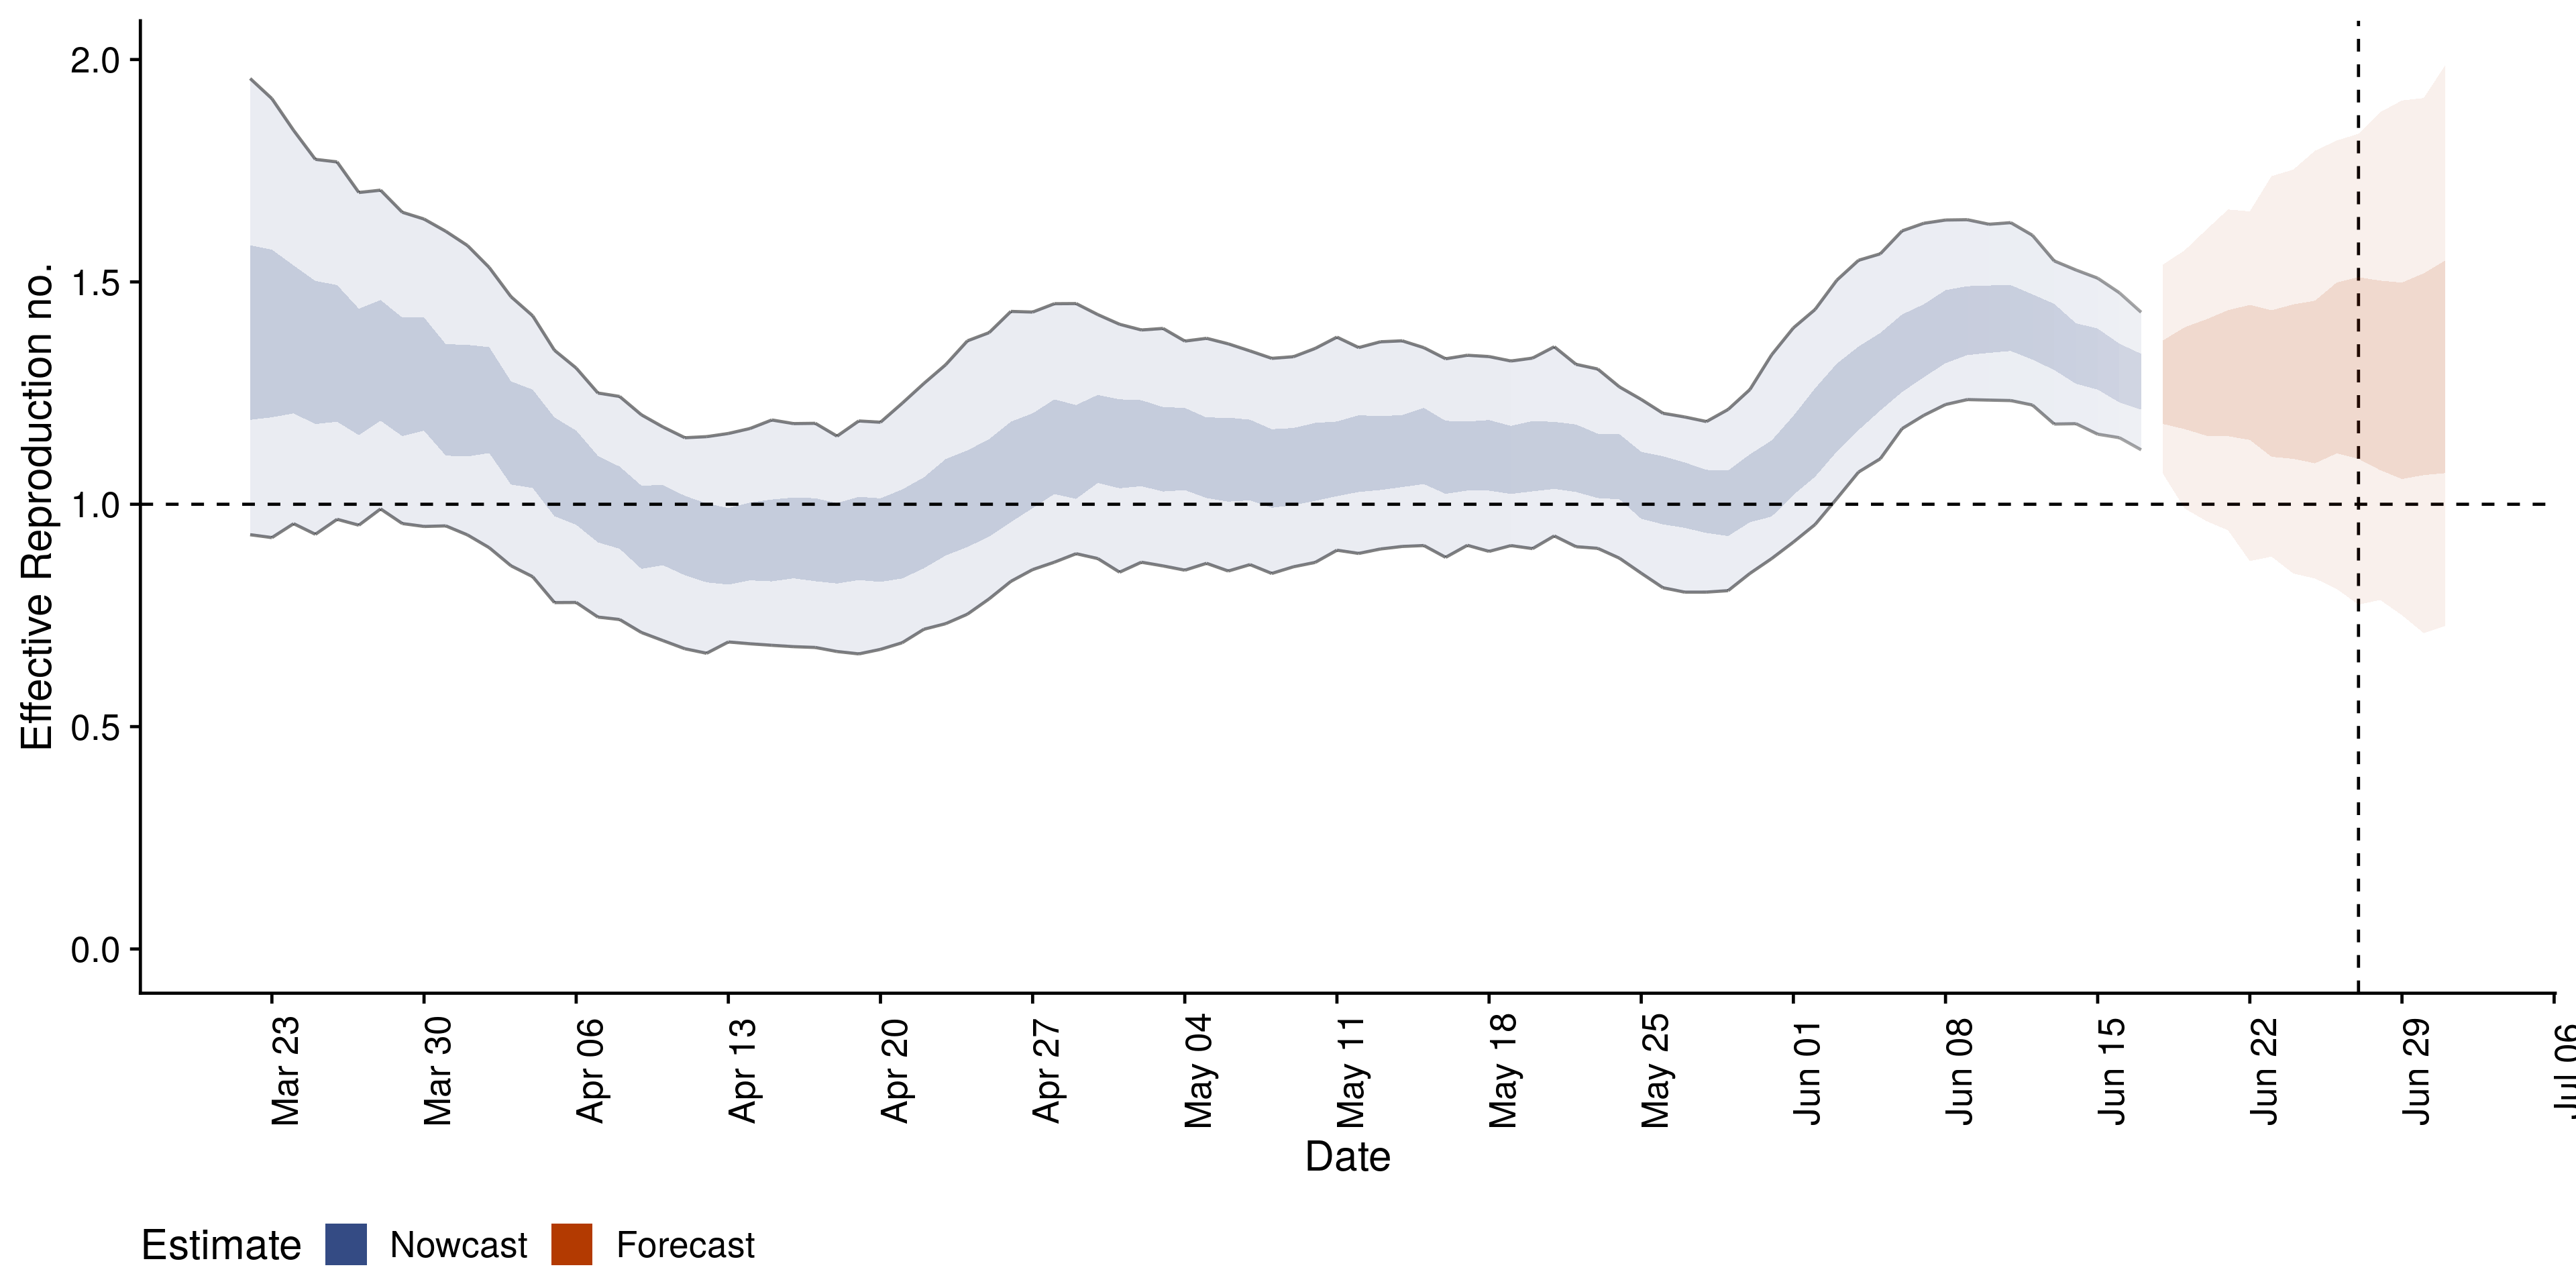 Effective Reproduction no.
2.0
1.5
1.0
0.5
0.0
Mar 23
Mar 30
Apr 06
Apr 13
Apr 20
Apr 27
May 04
May 11
May 18
May 25
Jun 01
Jun 08
Jun 15
Jun 22
Jun 29
Jul 06
Date
Estimate Nowcast Forecast